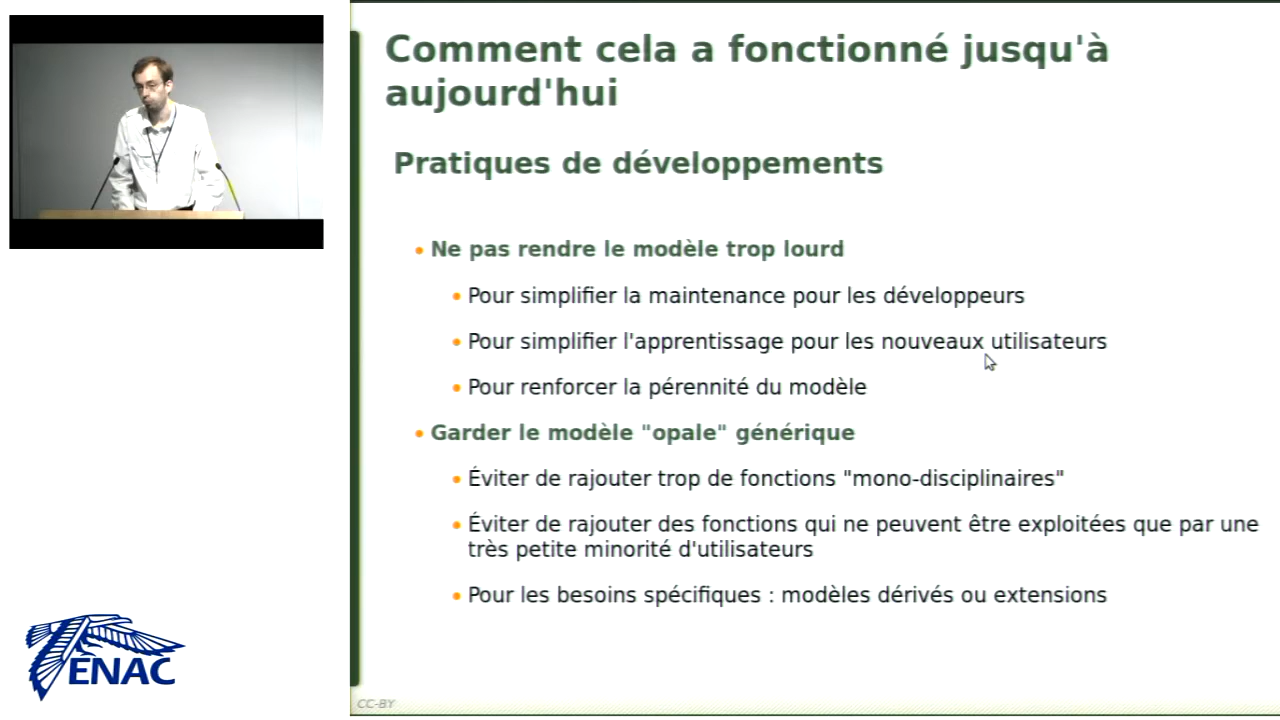 Comment cela a fonctionné jusqu'à
aujourd'hui
Pratiques de développements
Ne pas rendre le modèle trop lourd
Pour simplifier la maintenance pour les développeurs
Pour simplifier l'apprentissage pour les nouveaux utilisateurs
Pour renforcer la pérennité du modèle
Garder le modèle "opale" générique
Éviter de rajouter trop de fonctions "mono-disciplinaires"
Éviter de rajouter des fonctions qui ne peuvent être exploitées que par une
très petite minorité d'utilisateurs
Pour les besoins spécifiques : modèles dérivés ou extensions
ENAC
CC-BY